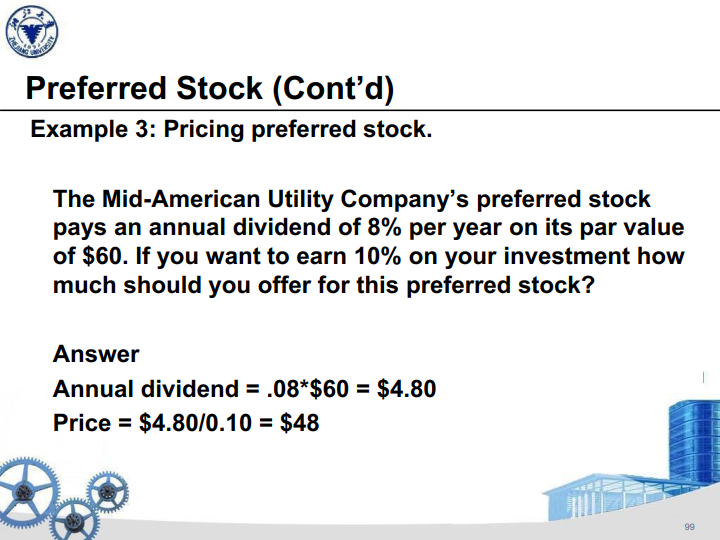 Preferred Stock (Cont’d)
Example 3: Pricing preferred stock.
The Mid-American Utility Company’s preferred stock
pays an annual dividend of 8% per year on its par value
of $60. If you want to earn 10% on your investment how
much should you offer for this preferred stock?
Answer
Annual dividend = .08*$60 = $4.80
Price = $4.80/0.10 = $48
99